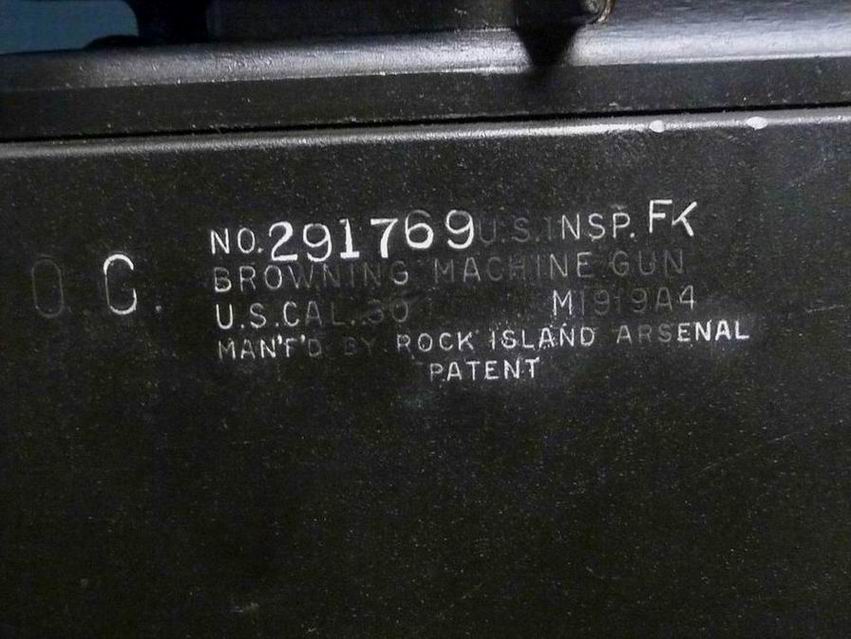 NO.291769 U.S.INSP. FK
O.G.
BROWNING MACHINE GUN
U.S.CAL..30 M1919A4
MAN'F'D BY ROCK ISLAND ARSENAL
PATENT